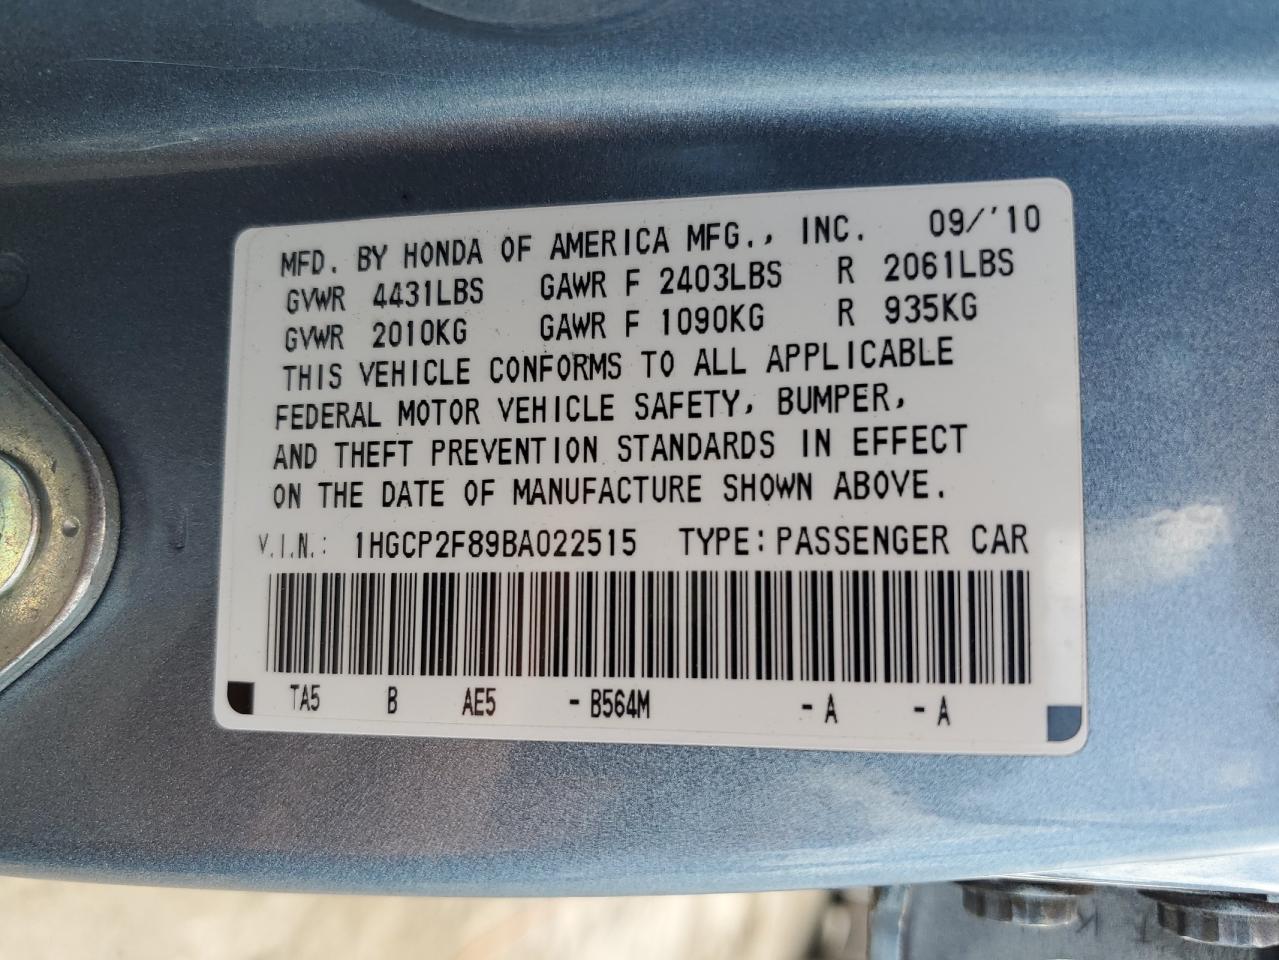 MFD. BY HONDA OF AMERICA MFG., INC. 09/'10
GVWR 4431LBS GAWR F 2403LBS R 2061LBS
GVWR 2010KG GAWR F 1090KG R 935KG
THIS VEHICLE CONFORMS TO ALL APPLICABLE
FEDERAL MOTOR VEHICLE SAFETY, BUMPER,
AND THEFT PREVENTION STANDARDS IN EFFECT
ON THE DATE OF MANUFACTURE SHOWN ABOVE.
V.I.N.: 1HGCP2F89BA022515 TYPE: PASSENGER CAR
TA5 B AE5 - B564M - A - A